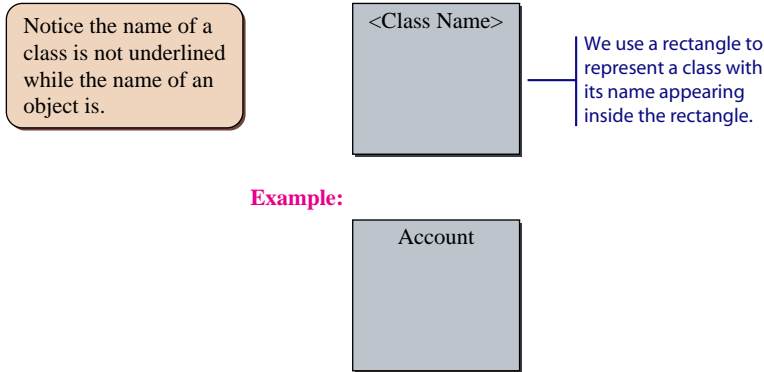 Notice the name of a
class is not underlined
while the name of an
object is.
<Class Name>
We use a rectangle to
represent a class with
its name appearing
inside the rectangle.
Example:
Account